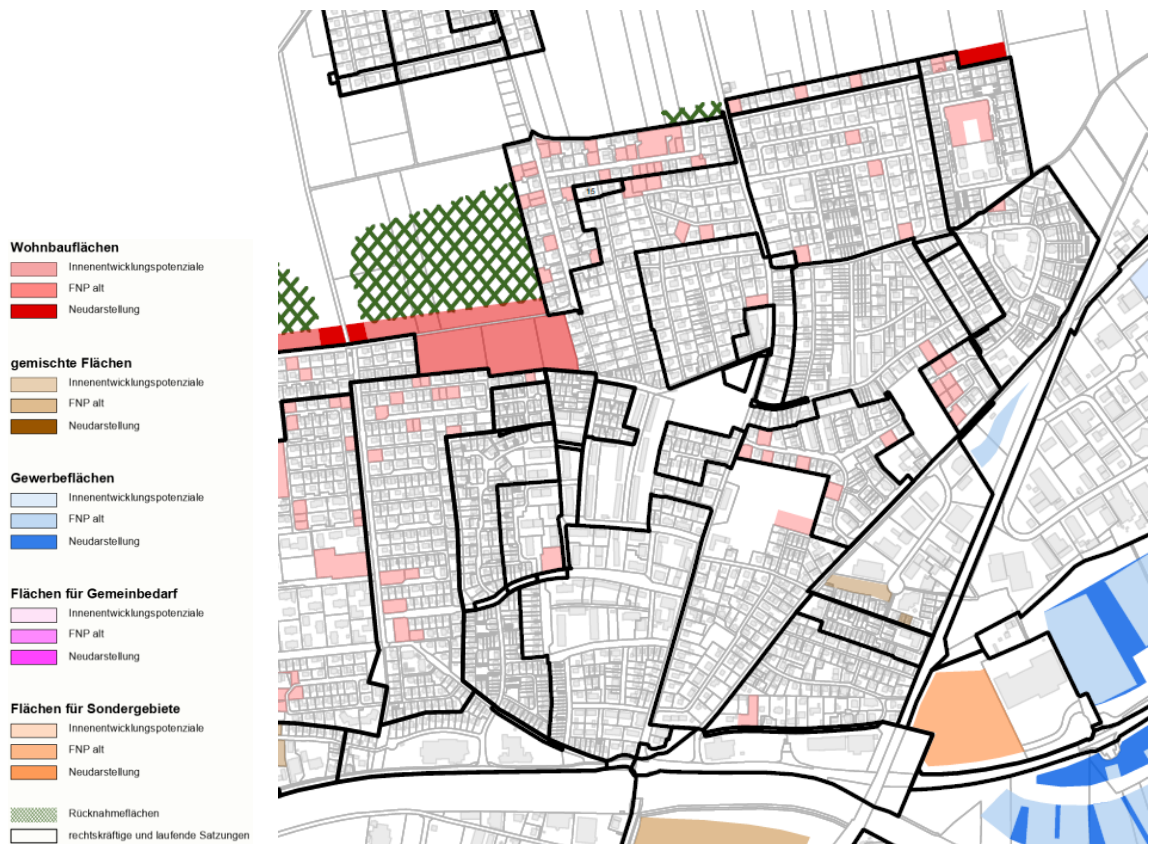 Wohnbauflächen
Innenentwicklungspotenziale
FNP alt
Neudarstellung
gemischte Flächen
Innenentwicklungspotenziale
FNP alt
Neudarstellung
Gewerbeflächen
Innenentwicklungspotenziale
FNP alt
Neudarstellung
Flächen für Gemeinbedarf
Innenentwicklungspotenziale
FNP alt
Neudarstellung
Flächen für Sondergebiete
Innenentwicklungspotenziale
FNP alt
Neudarstellung
Rücknahmeflächen
rechtskräftige und laufende Satzungen